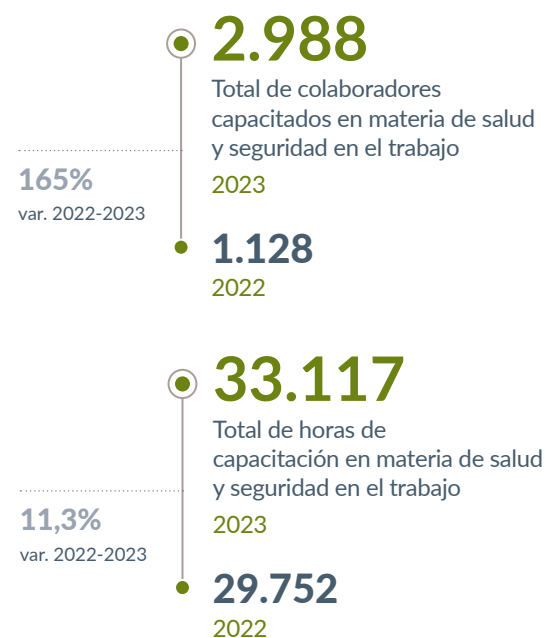 2.988
Total de colaboradores
capacitados en materia de salud
y seguridad en el trabajo
2023
165%
var. 2022-2023
1.128
2022
33.117
Total de horas de
capacitación en materia de salud
y seguridad en el trabajo
2023
11,3%
var. 2022-2023
29.752
2022